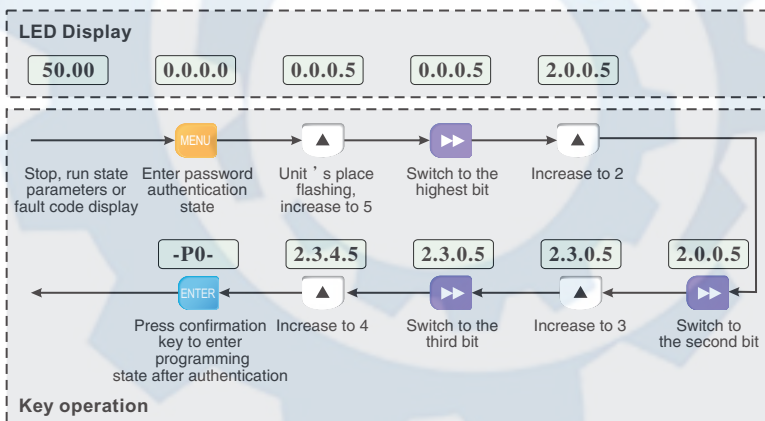 LED Display
50.00 0.0.0.0 0.0.0.5 0.0.0.5 2.0.0.5
MENU
Stop, run state
parameters or
fault code display
Enter password
authentication
state
Unit ’ s place
flashing,
increase to 5
Switch to the
highest bit
Increase to 2
-P0- 2.3.4.5 2.3.0.5 2.3.0.5 2.0.0.5
ENTER
Press confirmation
key to enter
programming
state after authentication
Increase to 4
Switch to the
third bit
Increase to 3
Switch to
the second bit
Key operation